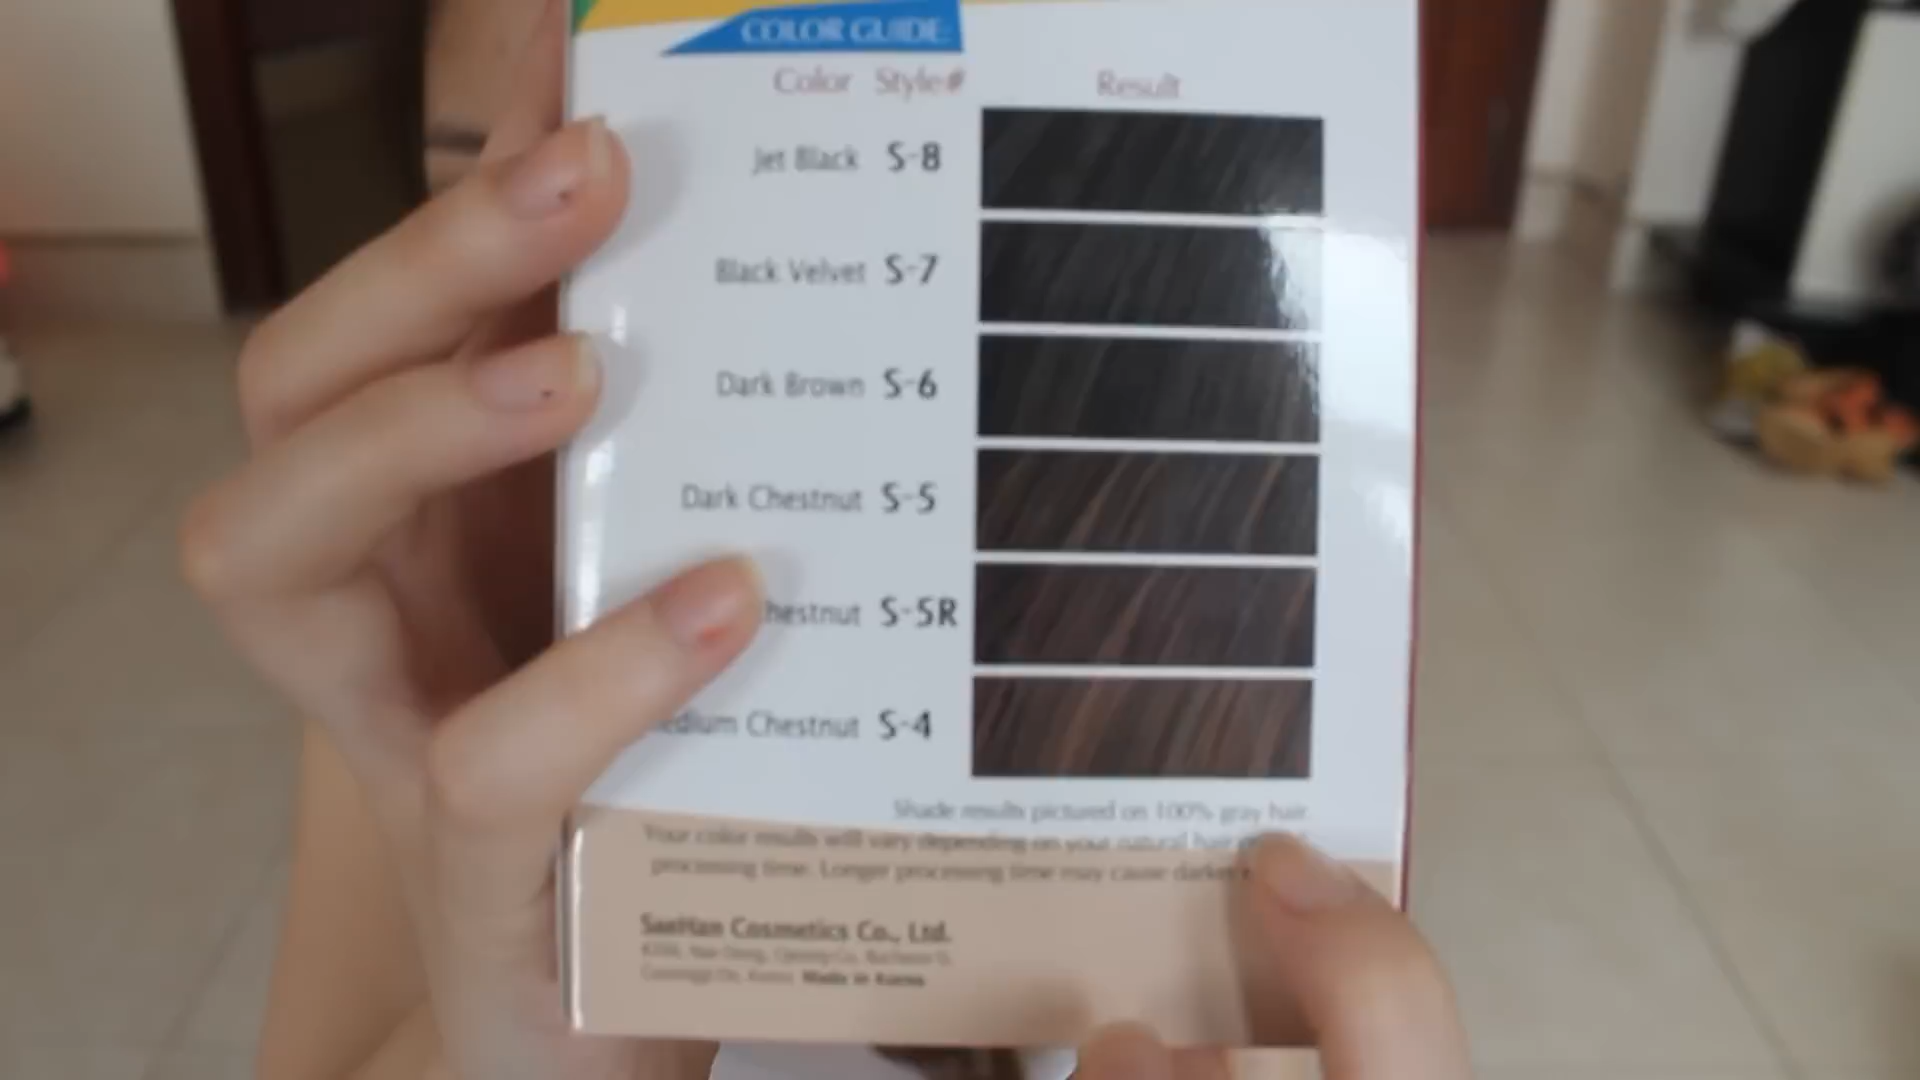 COLOR GUIDE
Color Style# Result
Jet Black S-8
Black Velvet S-7
Dark Brown S-6
Dark Chestnut S-5
hestnut S-5R
edium Chestnut S-4
Shade results pictured on 100% gray hair.
Your color results will vary depending on your natural hair
processing time. Longer processing time may cause darker
SaeHan Cosmetics Co., Ltd.
Korea Made in Korea